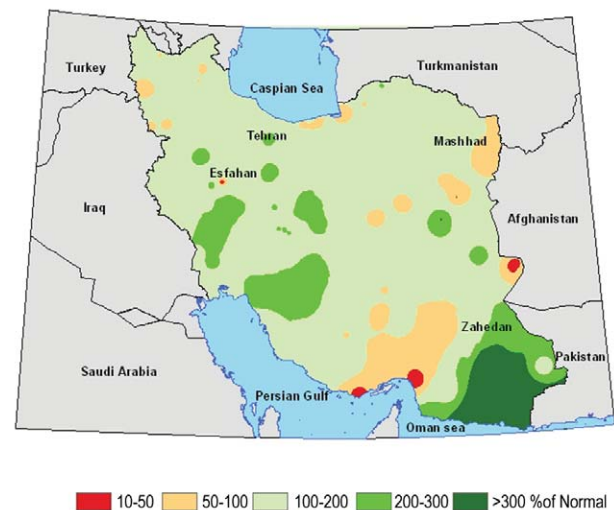 Turkey
Caspian Sea
Turkmanistan
Tehran
Mashhad
Esfahan
Iraq
Afghanistan
Zahedan
Pakistan
Saudi Arabia
Persian Gulf
Oman sea
10-50 50-100 100-200 200-300 >300 %of Normal